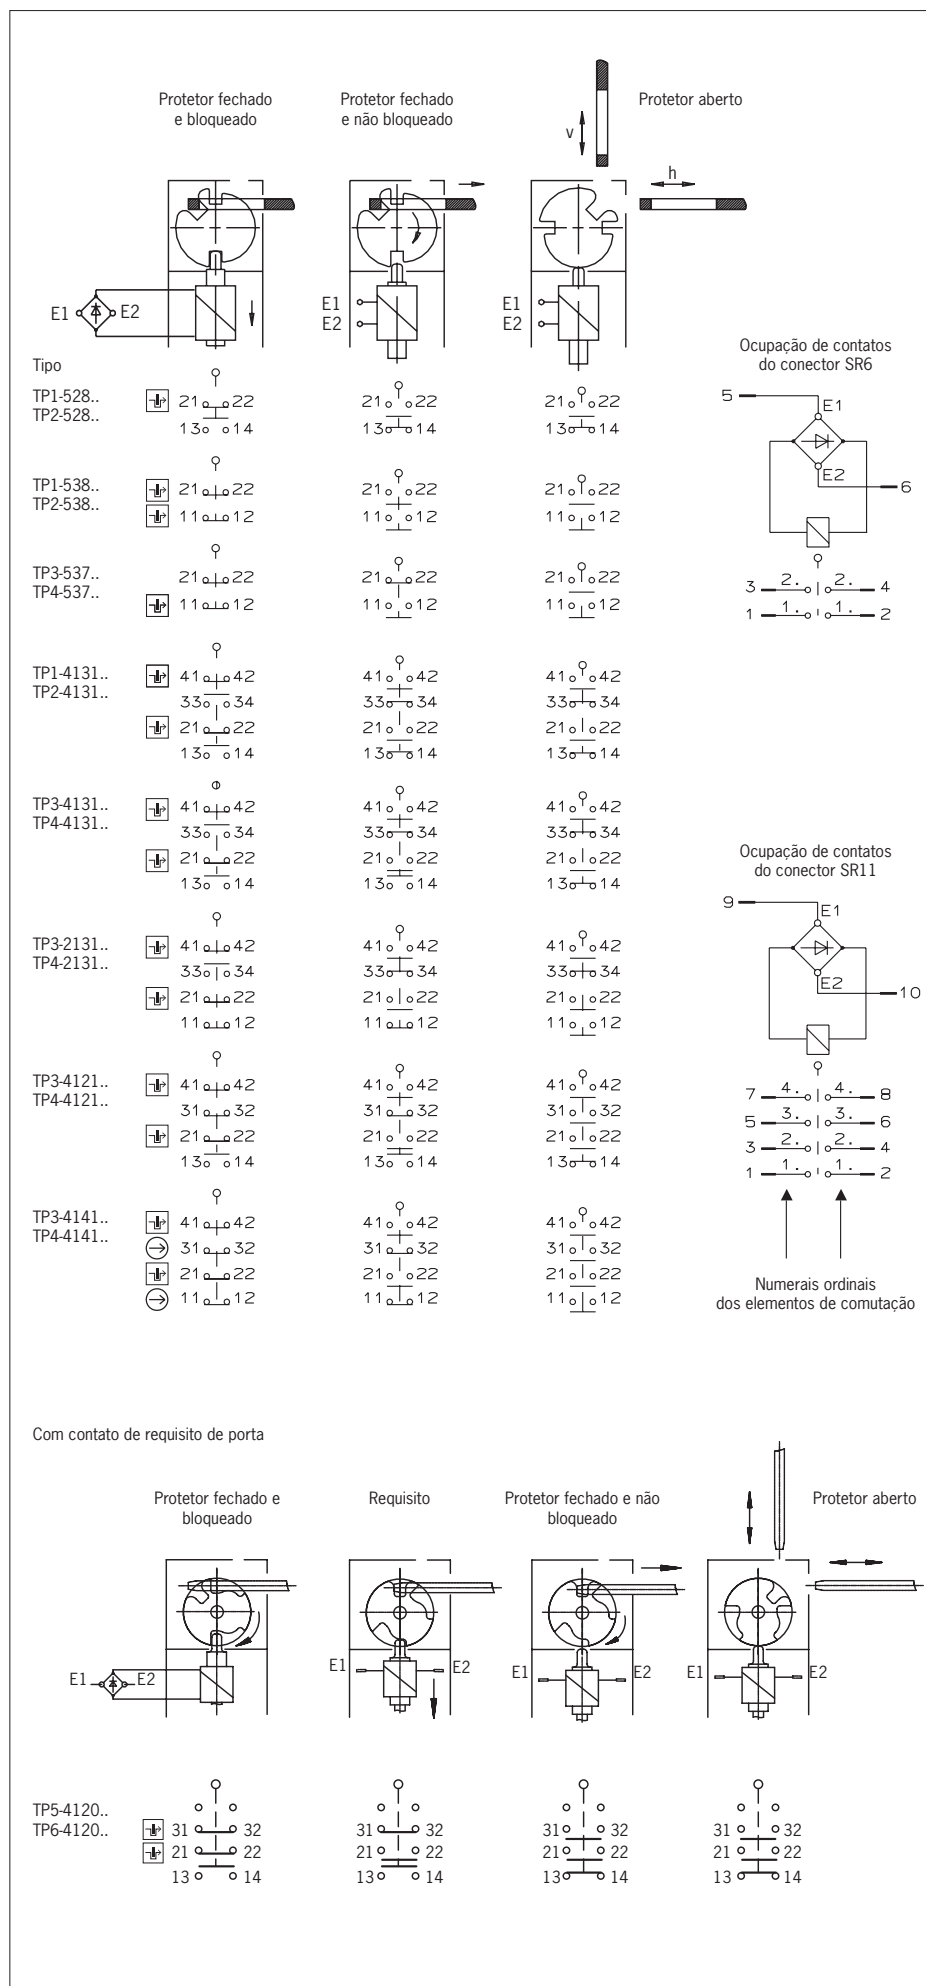 Protetor fechado
e bloqueado
Protetor fechado
e não bloqueado
Protetor aberto
v
h
E1 E2
E1
E2
E1
E2
Tipo
TP1-528..
TP2-528..
21 22
13 14
21 22
13 14
21 22
13 14
TP1-538..
TP2-538..
21 22
11 12
21 22
11 12
21 22
11 12
TP3-537..
TP4-537..
21 22
11 12
21 22
11 12
21 22
11 12
Ocupação de contatos
do conector SR6
5
E1
E2
6
3 2. 2. 4
1 1. 1. 2
TP1-4131..
TP2-4131..
41 42
33 34
21 22
13 14
41 42
33 34
21 22
13 14
41 42
33 34
21 22
13 14
TP3-4131..
TP4-4131..
41 42
33 34
21 22
13 14
41 42
33 34
21 22
13 14
41 42
33 34
21 22
13 14
TP3-2131..
TP4-2131..
41 42
33 34
21 22
11 12
41 42
33 34
21 22
11 12
41 42
33 34
21 22
11 12
TP3-4121..
TP4-4121..
41 42
31 32
21 22
13 14
41 42
31 32
21 22
13 14
41 42
31 32
21 22
13 14
TP3-4141..
TP4-4141..
41 42
31 32
21 22
11 12
41 42
31 32
21 22
11 12
41 42
31 32
21 22
11 12
Ocupação de contatos
do conector SR11
9
E1
E2
10
7 4. 4. 8
5 3. 3. 6
3 2. 2. 4
1 1. 1. 2
Numerais ordinais
dos elementos de comutação
Com contato de requisito de porta
Protetor fechado e
bloqueado
Requisito
Protetor fechado e não
bloqueado
Protetor aberto
E1 E2
E1 E2
E1 E2
E1 E2
TP5-4120..
TP6-4120..
31 32
21 22
13 14
31 32
21 22
13 14
31 32
21 22
13 14
31 32
21 22
13 14